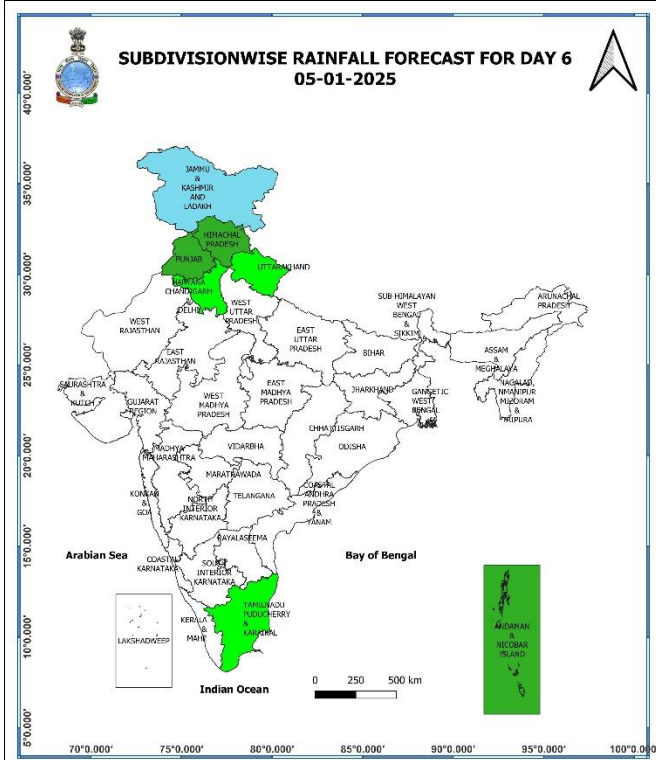 SUBDIVISIONWISE RAINFALL FORECAST FOR DAY 6
05-01-2025
40°0.000'
35°0.000'
30°0.000'
25°0.000'
20°0.000'
15°0.000'
10°0.000'
5°0.000'
JAMMU
&
KASHMIR
AND
LADAKH
HIMACHAL
PRADESH
PUNJAB
UTTARAKHAND
HARYANA
CHANDIGARH
&
DELHI
WEST
UTTAR
PRADESH
WEST
RAJASTHAN
EAST
RAJASTHAN
EAST
UTTAR
PRADESH
SUB HIMALAYAN
WEST
BENGAL
&
SIKKIM
ARUNACHAL
PRADESH
BIHAR
ASSAM
&
MEGHALAYA
NAGALAD,
NMANIPUR
MIZORAM
&
TRIPURA
SAURASHTRA
&
KUTCH
GUJARAT
REGION
WEST
MADHYA
PRADESH
EAST
MADHYA
PRADESH
JHARKHAND
GANGETIC
WEST
BENGAL
CHHATISGARH
ODISHA
MADHYA
MAHARASHTRA
VIDARBHA
MARATHWADA
TELANGANA
KONKAN
&
GOA
NORTH
INTERIOR
KARNATAKA
COASTAL
ANDHRA
PRADESH
&
YANAM
RAYALASEEMA
Arabian Sea
Bay of Bengal
COASTAL
KARNATAKA
SOUTH
INTERIOR
KARNATAKA
TAMILNADU
PUDUCHERRY
&
KARAIKAL
KERALA
&
MAHE
LAKSHADWEEP
ANDAMAN
&
NICOBAR
ISLAND
Indian Ocean
0 250 500 km
70°0.000' 75°0.000' 80°0.000' 85°0.000' 90°0.000' 95°0.000' 100°0.000'